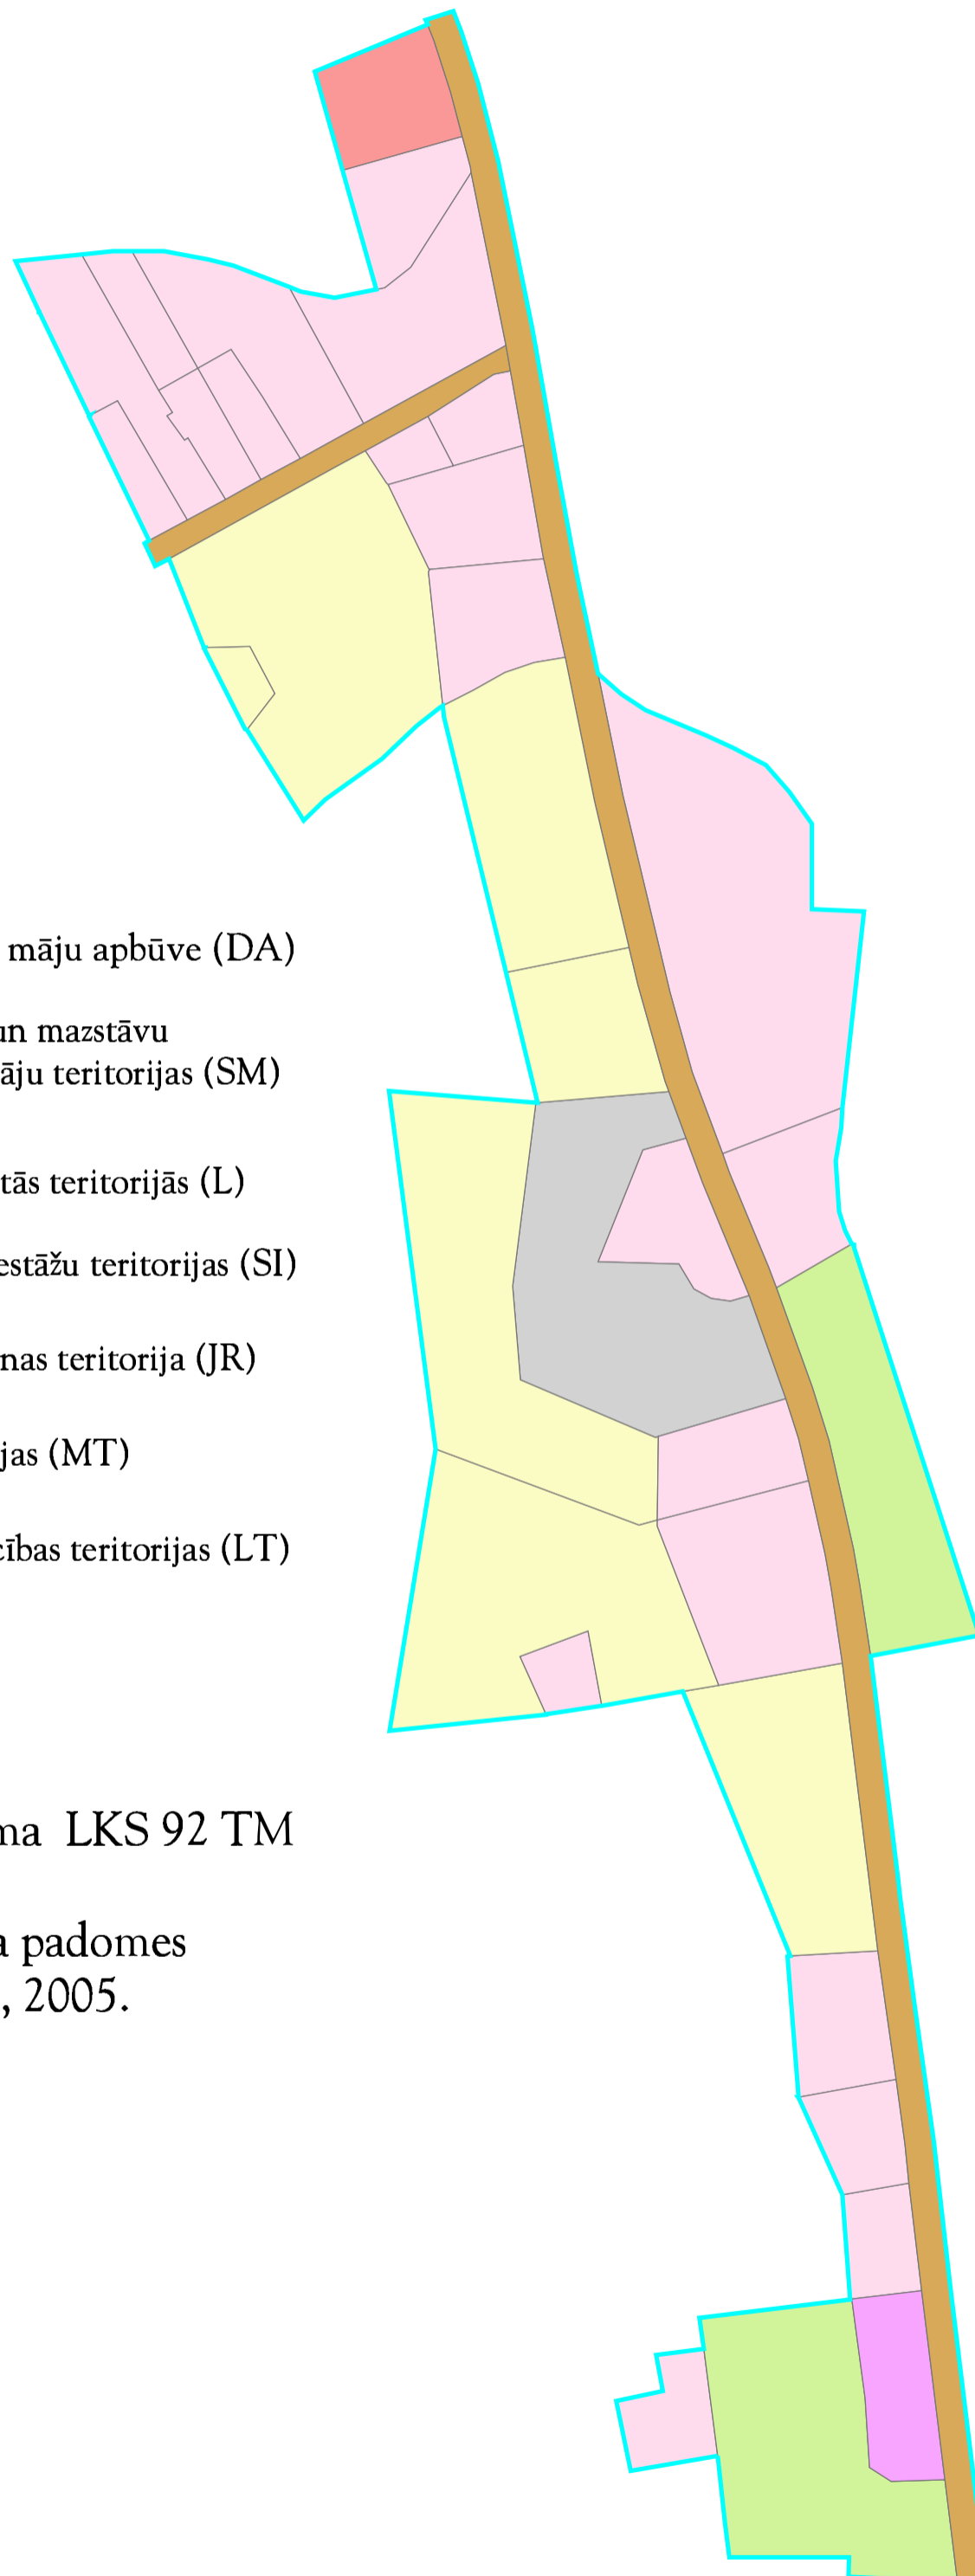 māju apbūve (DA)
un mazstāvu
āju teritorijas (SM)
tās teritorijās (L)
estāžu teritorijas (SI)
nas teritorija (JR)
jas (MT)
cības teritorijas (LT)
ma LKS 92 TM
a padomes
, 2005.